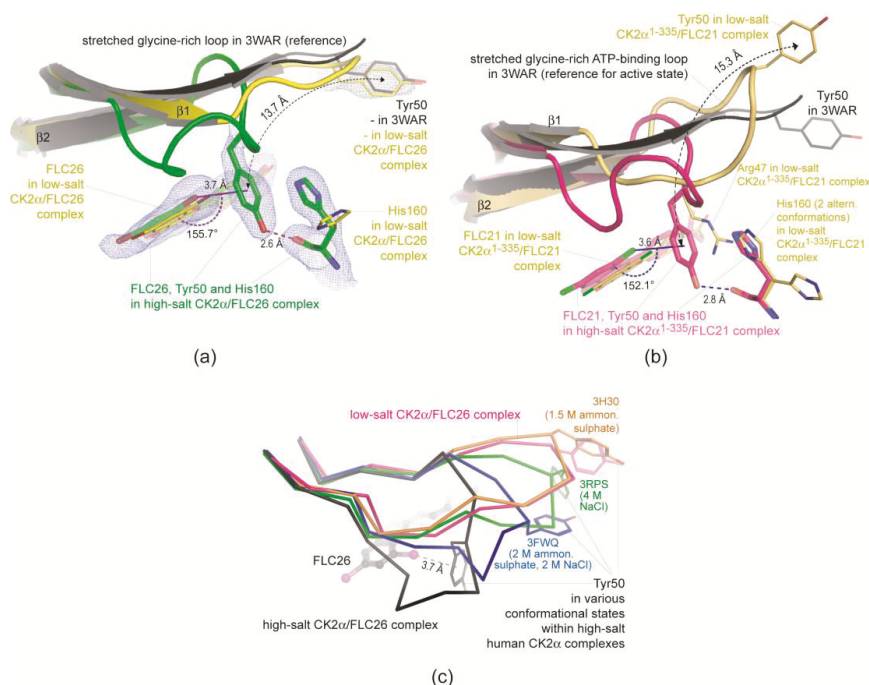 stretched glycine-rich loop in 3WAR (reference)
13.7 Å
Tyr50
- in 3WAR
- in low-salt
CK2α/FLC26
complex
β1
β2
FLC26
in low-salt
CK2α/FLC26
complex
3.7 Å
155.7°
2.6 Å
His160
in low-salt
CK2α/FLC26
complex
FLC26, Tyr50 and His160
in high-salt CK2α/FLC26 complex
(a)
Tyr50 in low-salt
CK2α¹⁻³³⁵/FLC21
complex
stretched glycine-rich ATP-binding loop
in 3WAR (reference for active state)
15.3 Å
Tyr50
in 3WAR
β1
β2
Arg47 in low-salt
CK2α¹⁻³³⁵/FLC21 complex
His160 (2 altern.
conformations)
in low-salt
CK2α¹⁻³³⁵/FLC21
complex
FLC21 in low-salt
CK2α¹⁻³³⁵/FLC21
complex
3.6 Å
152.1°
2.8 Å
FLC21, Tyr50 and His160
in high-salt CK2α¹⁻³³⁵/FLC21 complex
(b)
low-salt CK2α/FLC26 complex
3H30
(1.5 M ammon.
sulphate)
3RPS
(4 M
NaCl)
3FWQ
(2 M ammon.
sulphate, 2 M NaCl)
FLC26
3.7 Å
high-salt CK2α/FLC26 complex
Tyr50
in various
conformational states
within high-salt
human CK2α complexes
(c)